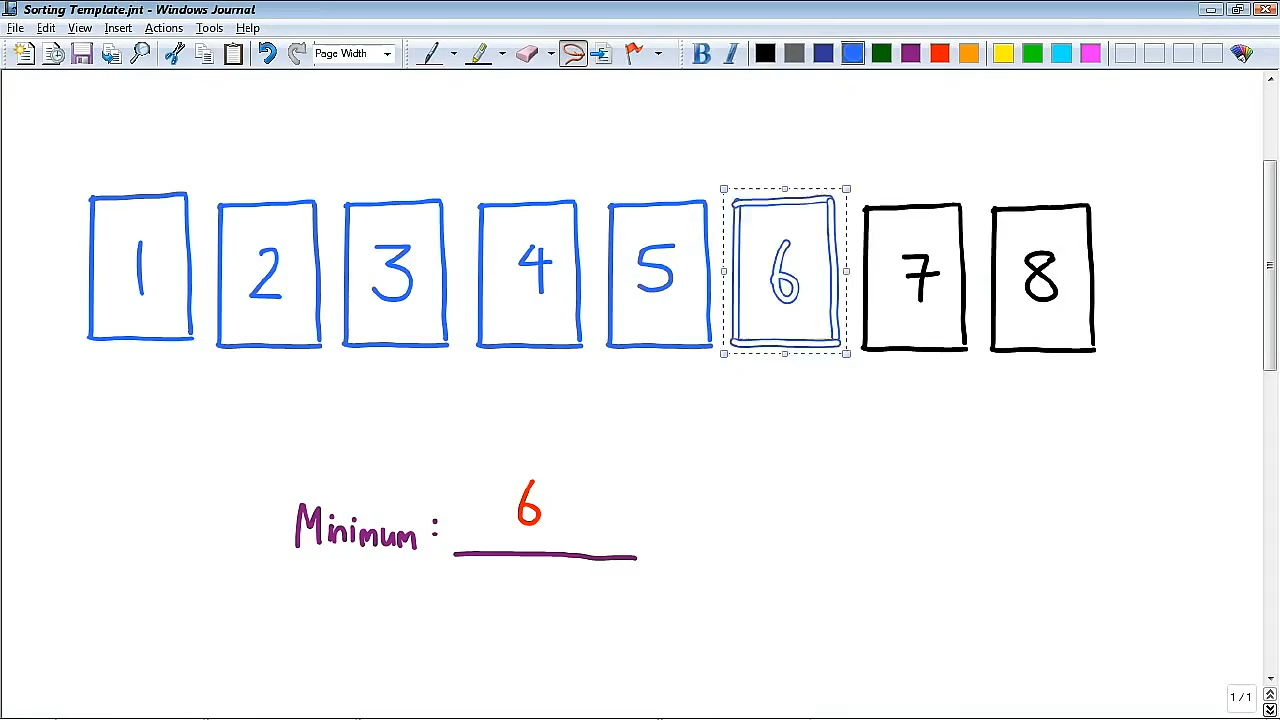 Sorting Template.jnt - Windows Journal
File Edit View Insert Actions Tools Help
Page Width B I
1 2 3 4 5 6 7 8
Minimum: 6
1 / 1